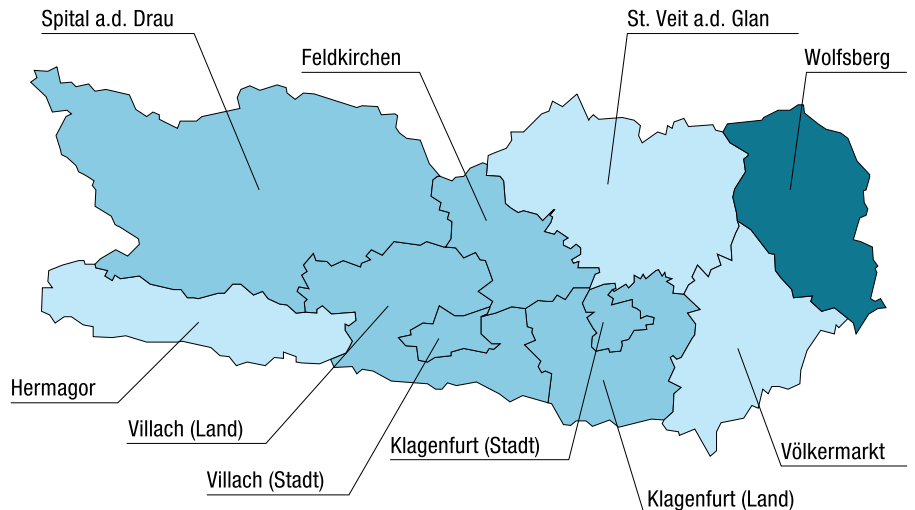 Spital a.d. Drau
St. Veit a.d. Glan
Feldkirchen
Wolfsberg
Hermagor
Villach (Land)
Klagenfurt (Stadt)
Völkermarkt
Villach (Stadt)
Klagenfurt (Land)